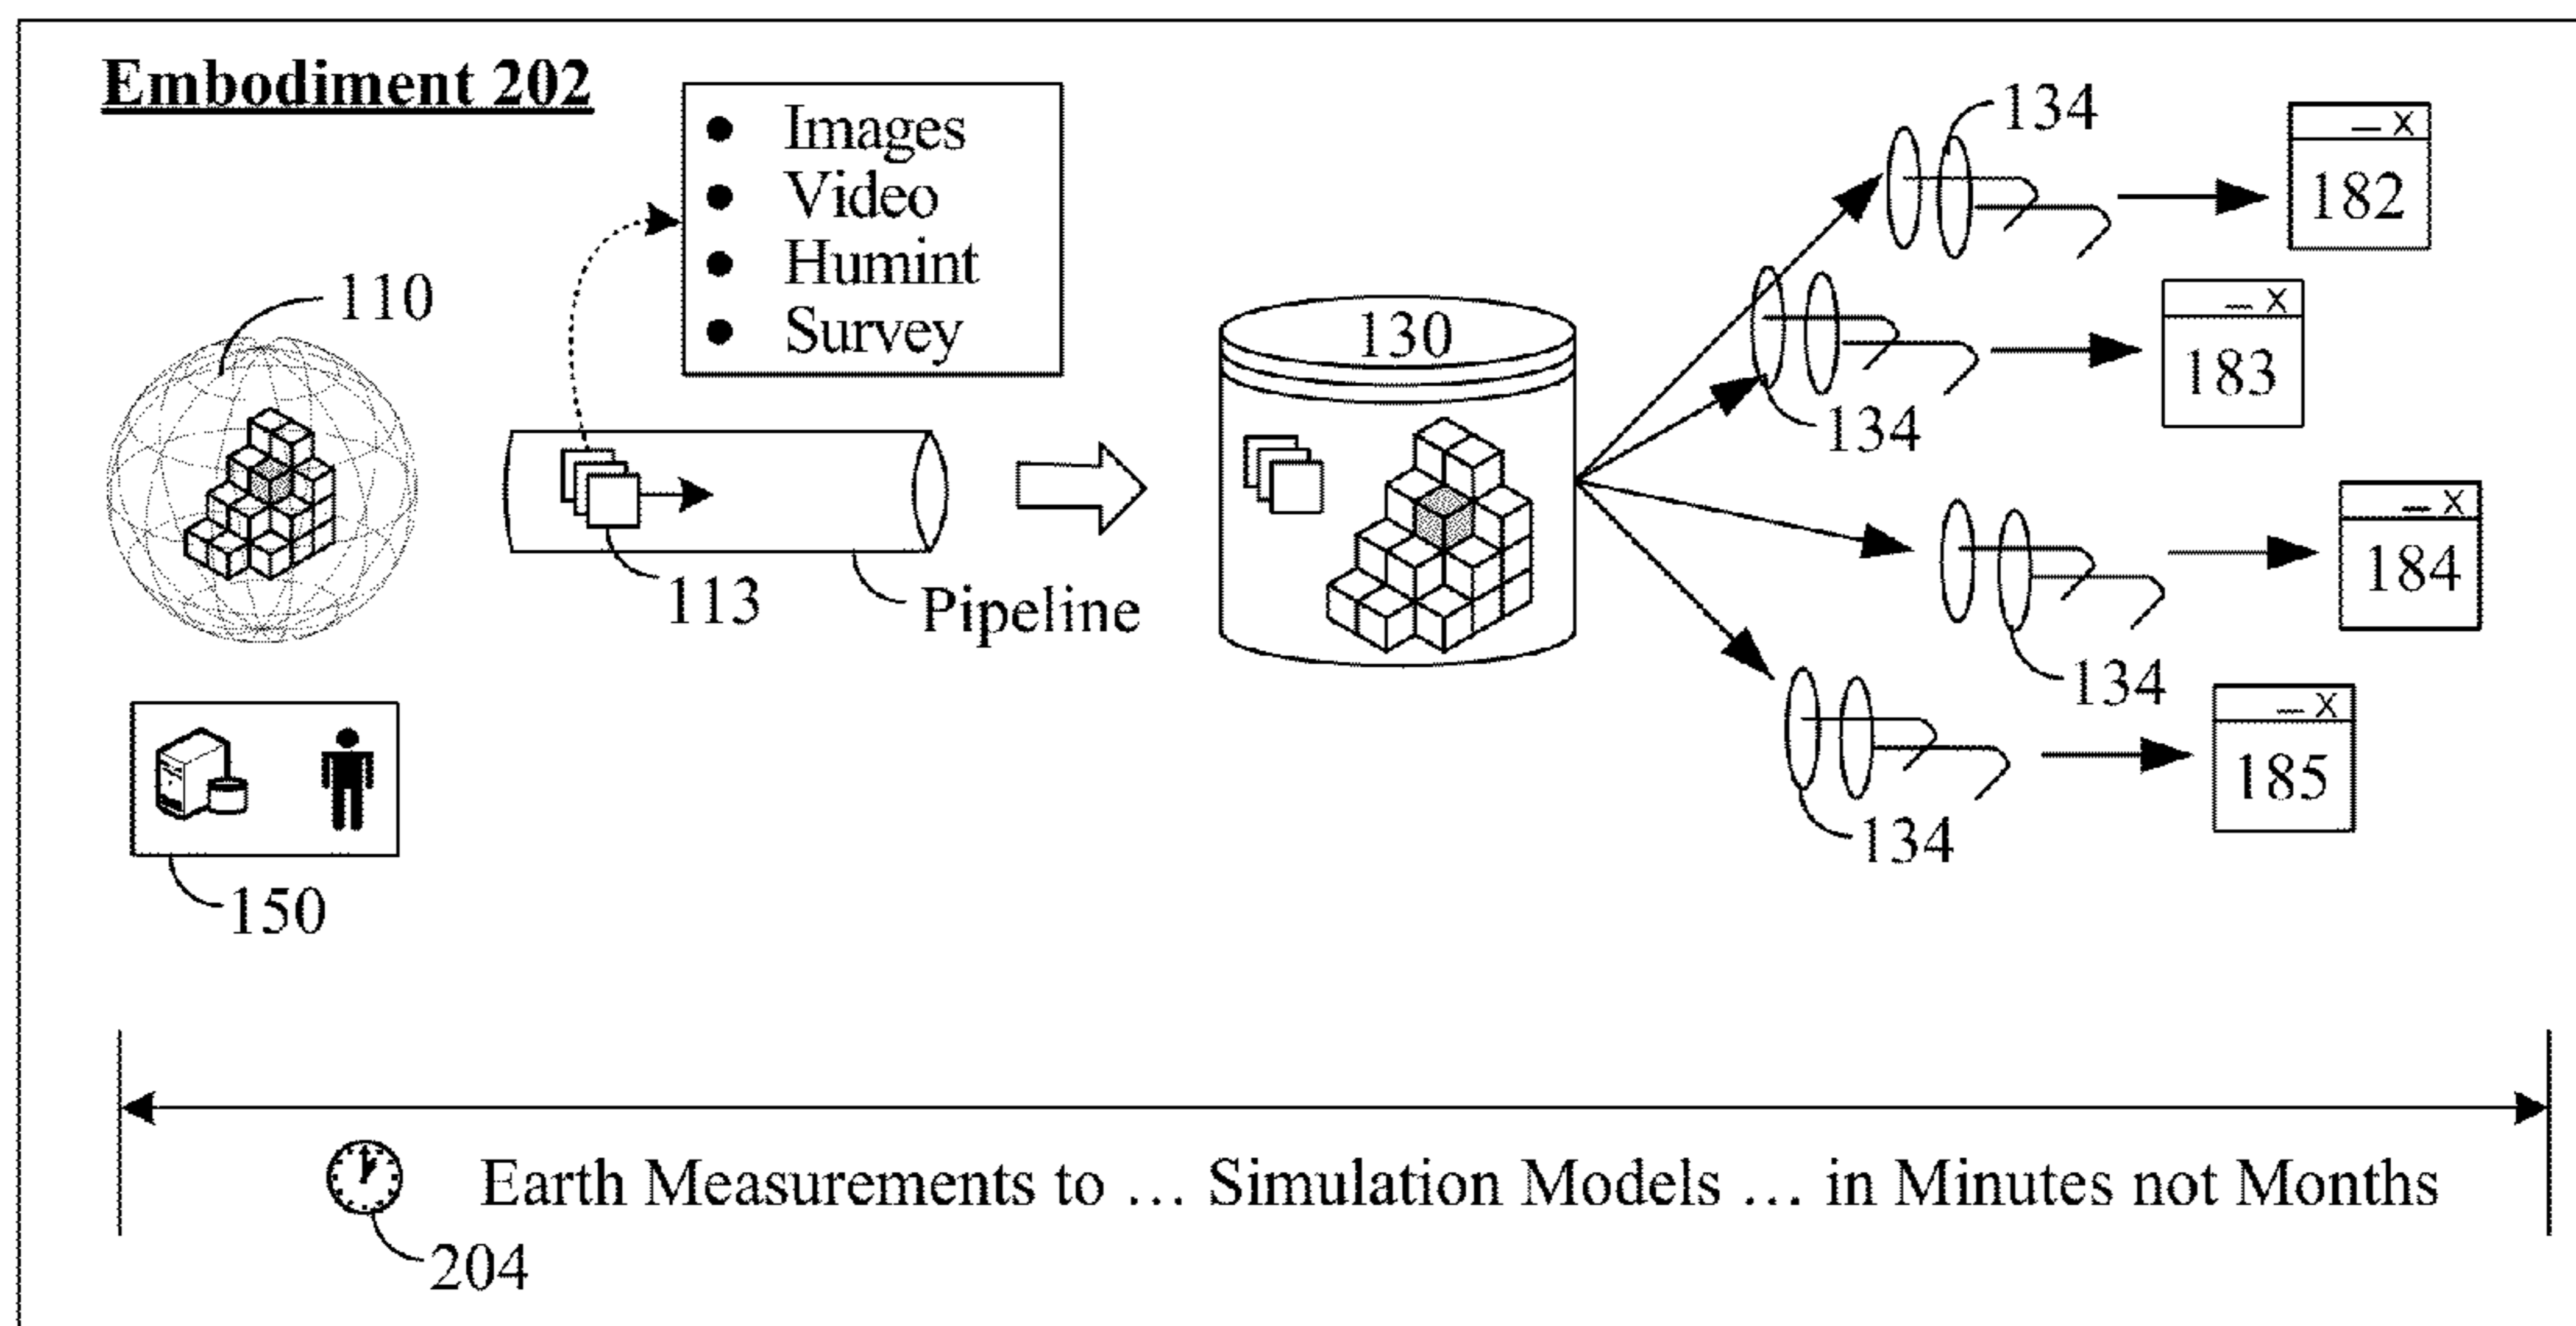 Embodiment 202
● Images
● Video
● Humint
● Survey
110
113
Pipeline
150
130
134
_ X
182
_ X
183
134
_ X
184
134
_ X
185
134
Earth Measurements to ... Simulation Models ... in Minutes not Months
204